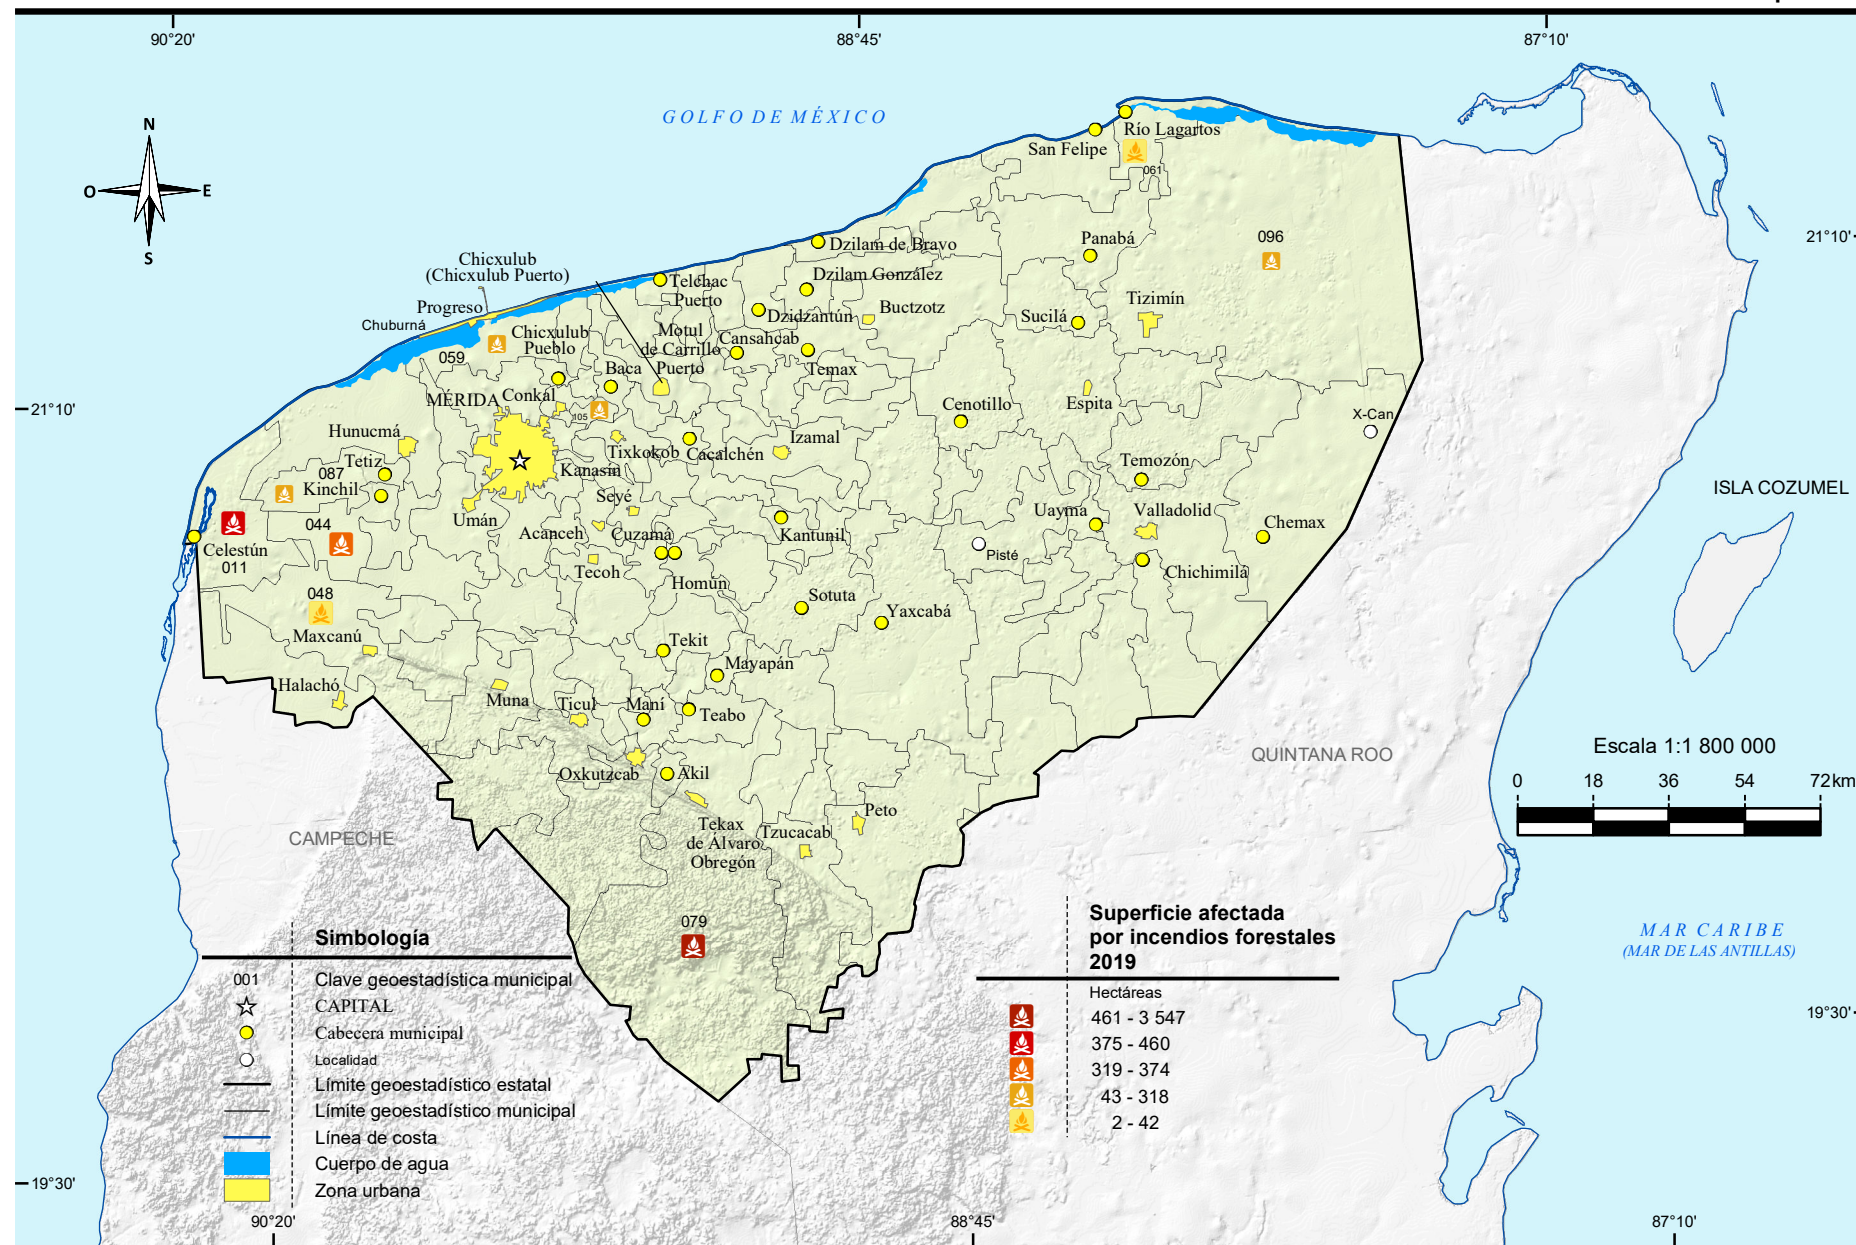 90°20'
88°45'
87°10'
GOLFO DE MÉXICO
N
O
E
S
Río Lagartos
San Felipe
061
096
21°10'
Panabá
Dzilam de Bravo
Chicxulub
(Chicxulub Puerto)
Dzilam González
Telchac
Puerto
Tizimín
Progreso
Buctzotz
Chuburná
Dzidzantún
Sucilá
Chicxulub
Pueblo
Motul
de Carrillo
Puerto
Cansahcab
059
Temax
Baca
MÉRIDA
Conkal
Cenotillo
Espita
X-Can
21°10'
105
Hunucmá
Izamal
Tixkokob
Cacalchén
Tetiz
087
Kanasín
Temozón
Kinchil
Seyé
ISLA COZUMEL
Umán
044
Uayma
Valladolid
Chemax
Acanceh
Cuzamá
Kantunil
Celestún
011
Pisté
Tecoh
Homún
Chichimilá
048
Sotuta
Yaxcabá
Maxcanú
Tekit
Mayapán
Halachó
Muna
Ticul
Maní
Teabo
QUINTANA ROO
Escala 1:1 800 000
0
18
36
54
72 km
Oxkutzcab
Akil
Peto
CAMPECHE
Tekax
de Álvaro
Obregón
Tzucacab
079
MAR CARIBE
(MAR DE LAS ANTILLAS)
Simbología
001
Clave geoestadística municipal
CAPITAL
Cabecera municipal
Localidad
Límite geoestadístico estatal
Límite geoestadístico municipal
Línea de costa
Cuerpo de agua
Zona urbana
Superficie afectada
por incendios forestales
2019
Hectáreas
461 - 3 547
375 - 460
319 - 374
43 - 318
2 - 42
19°30'
19°30'
90°20'
88°45'
87°10'